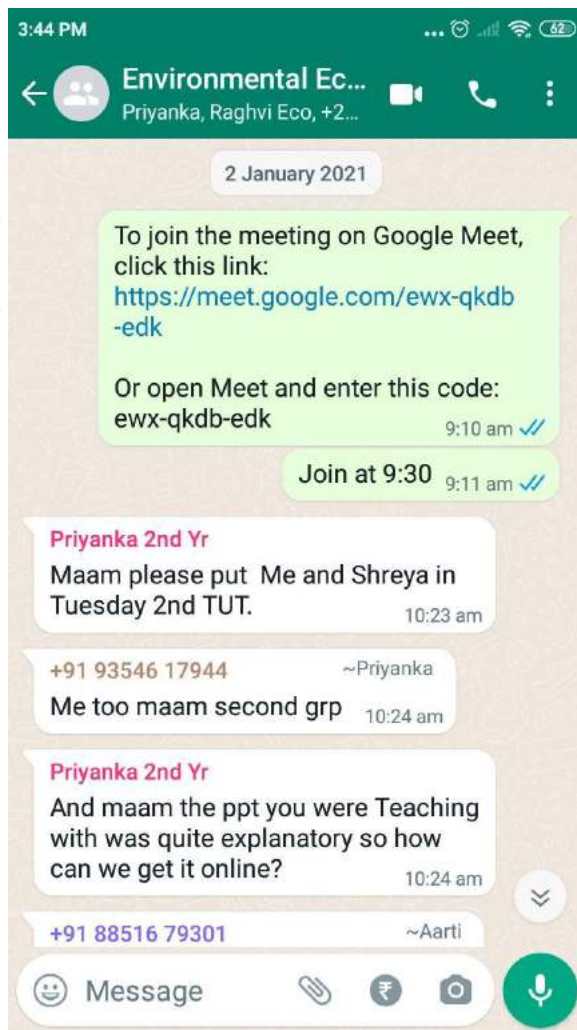 3:44 PM
62
Environmental Ec...
Priyanka, Raghvi Eco, +2...
2 January 2021
To join the meeting on Google Meet,
click this link:
https://meet.google.com/ewx-qkdb
-edk
Or open Meet and enter this code:
ewx-qkdb-edk
9:10 am
Join at 9:30 9:11 am
Priyanka 2nd Yr
Maam please put Me and Shreya in
Tuesday 2nd TUT.
10:23 am
+91 93546 17944 ~Priyanka
Me too maam second grp 10:24 am
Priyanka 2nd Yr
And maam the ppt you were Teaching
with was quite explanatory so how
can we get it online?
10:24 am
+91 88516 79301 ~Aarti
Message ₹